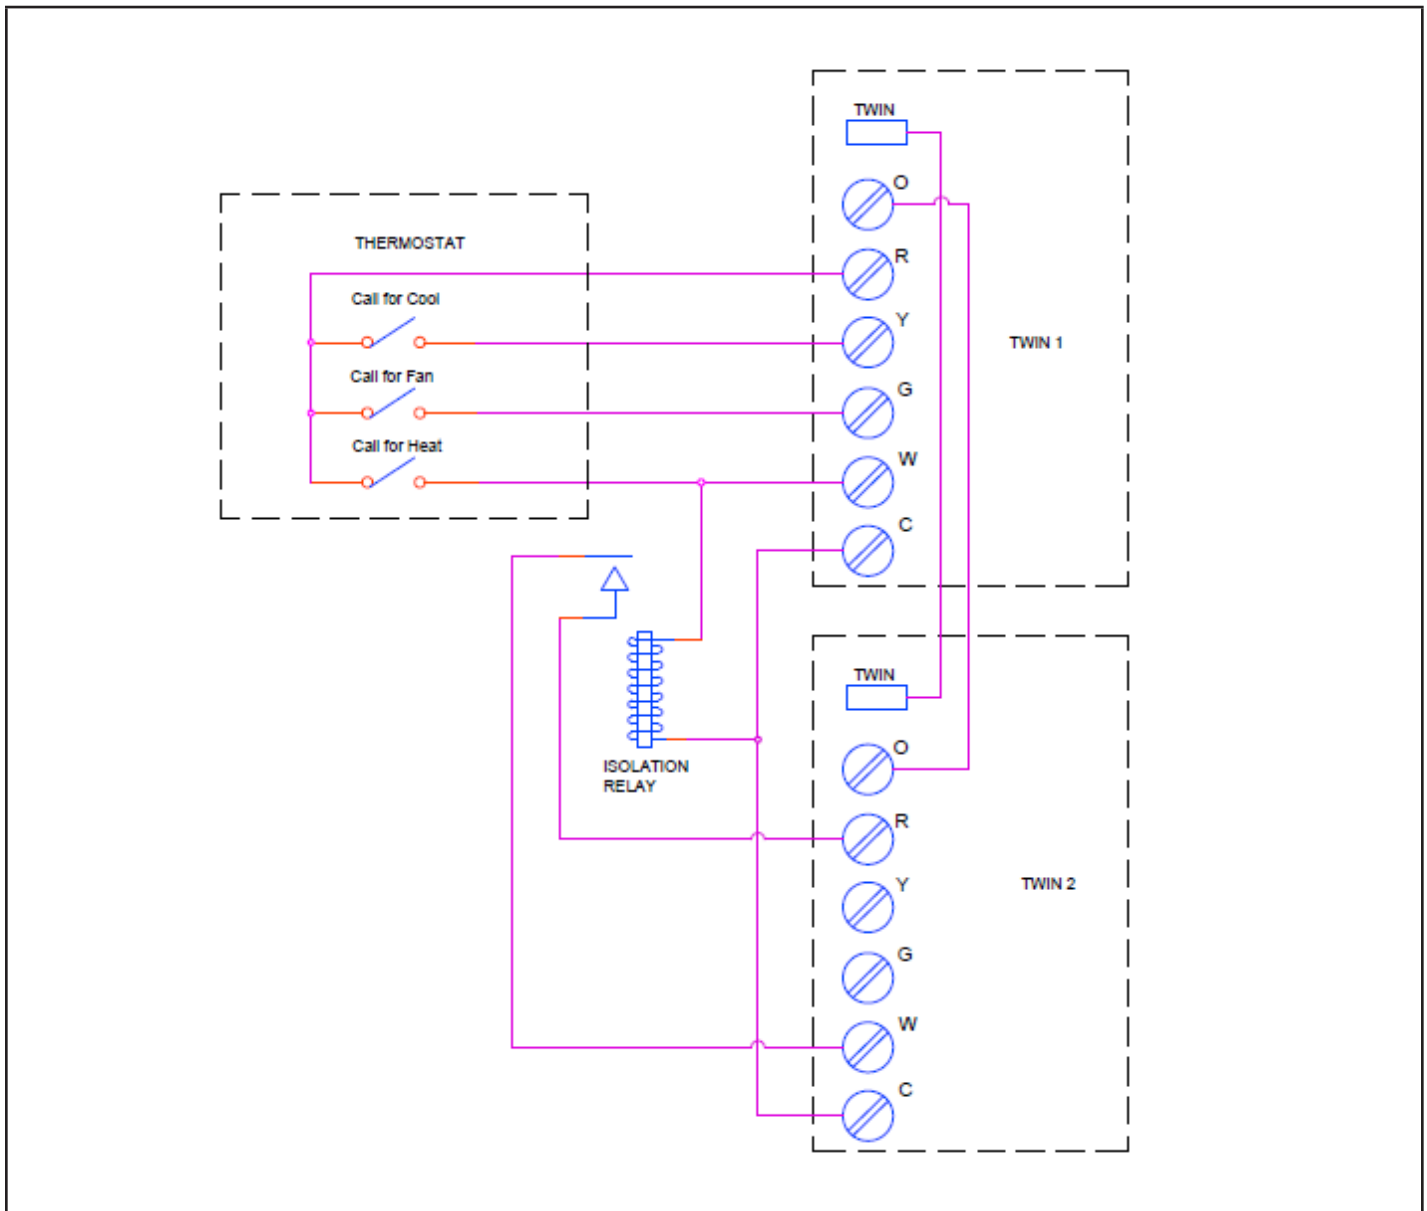 TWIN
O
THERMOSTAT
R
Call for Cool
Y
TWIN 1
Call for Fan
G
Call for Heat
W
C
TWIN
O
ISOLATION
RELAY
R
Y
TWIN 2
G
W
C